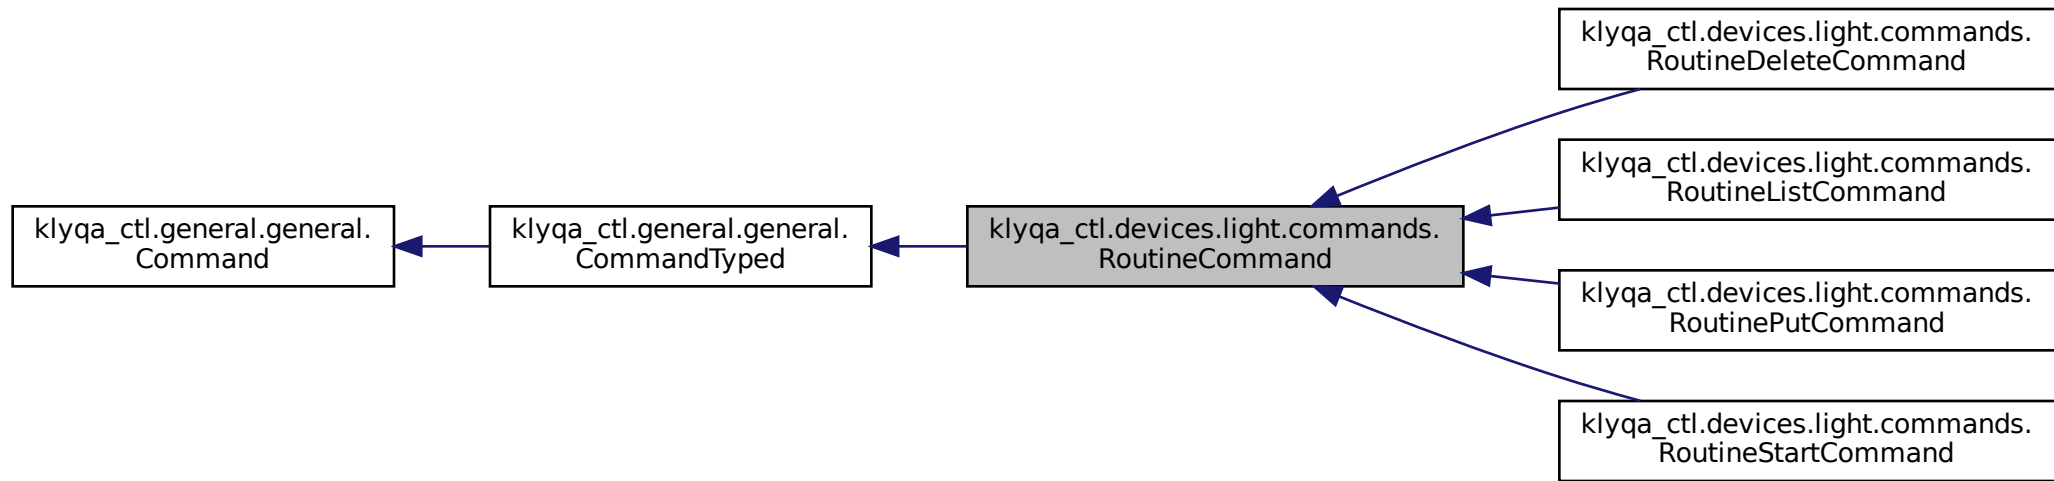 klyqa_ctl.devices.light.commands.
RoutineDeleteCommand
klyqa_ctl.devices.light.commands.
RoutineListCommand
klyqa_ctl.general.general.
Command
klyqa_ctl.general.general.
CommandTyped
klyqa_ctl.devices.light.commands.
RoutineCommand
klyqa_ctl.devices.light.commands.
RoutinePutCommand
klyqa_ctl.devices.light.commands.
RoutineStartCommand